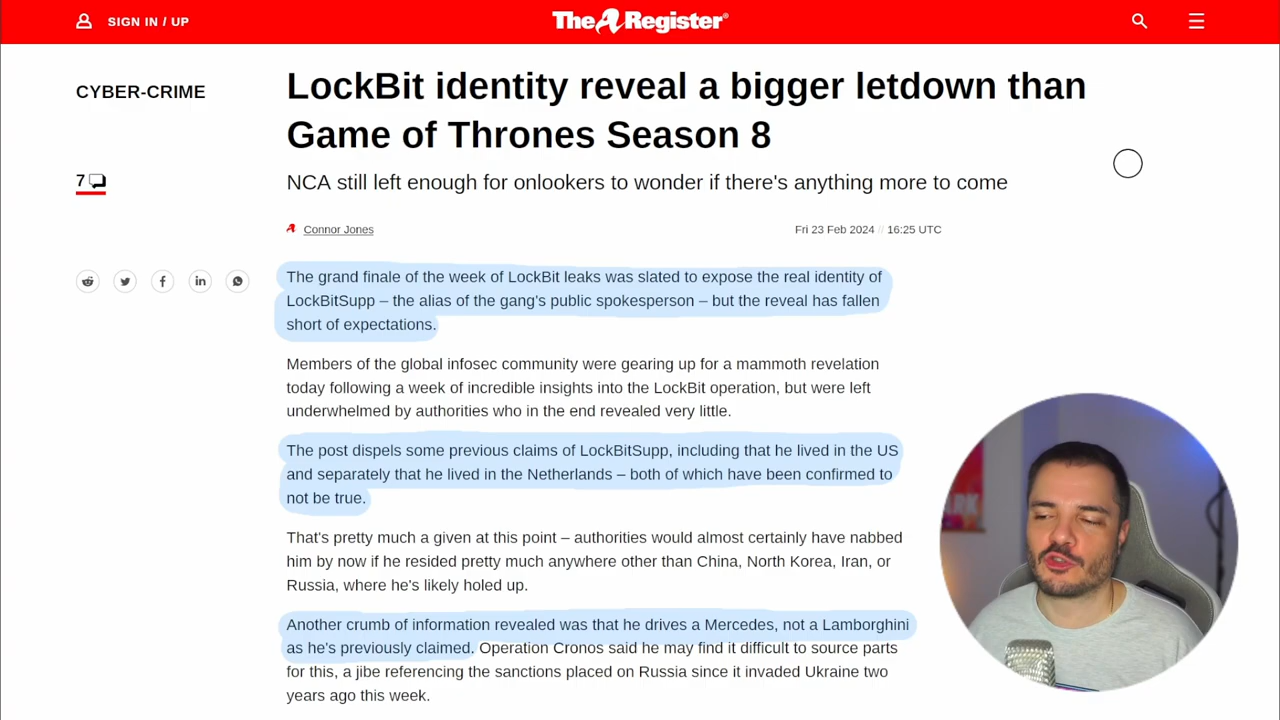 SIGN IN / UP
The Register®
CYBER-CRIME
LockBit identity reveal a bigger letdown than
Game of Thrones Season 8
7
NCA still left enough for onlookers to wonder if there's anything more to come
Connor Jones
Fri 23 Feb 2024 // 16:25 UTC
The grand finale of the week of LockBit leaks was slated to expose the real identity of
LockBitSupp – the alias of the gang's public spokesperson – but the reveal has fallen
short of expectations.
Members of the global infosec community were gearing up for a mammoth revelation
today following a week of incredible insights into the LockBit operation, but were left
underwhelmed by authorities who in the end revealed very little.
The post dispels some previous claims of LockBitSupp, including that he lived in the US
and separately that he lived in the Netherlands – both of which have been confirmed to
not be true.
That's pretty much a given at this point – authorities would almost certainly have nabbed
him by now if he resided pretty much anywhere other than China, North Korea, Iran, or
Russia, where he's likely holed up.
Another crumb of information revealed was that he drives a Mercedes, not a Lamborghini
as he's previously claimed. Operation Cronos said he may find it difficult to source parts
for this, a jibe referencing the sanctions placed on Russia since it invaded Ukraine two
years ago this week.